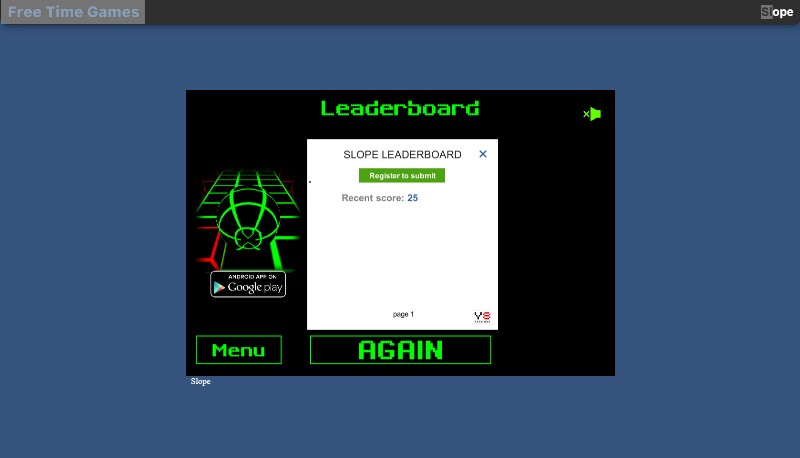 Free Time Games
Slope
Leaderboard
SLOPE LEADERBOARD
Register to submit
Recent score: 25
ANDROID APP ON
Google play
page 1
Y8
Menu
AGAIN
Slope